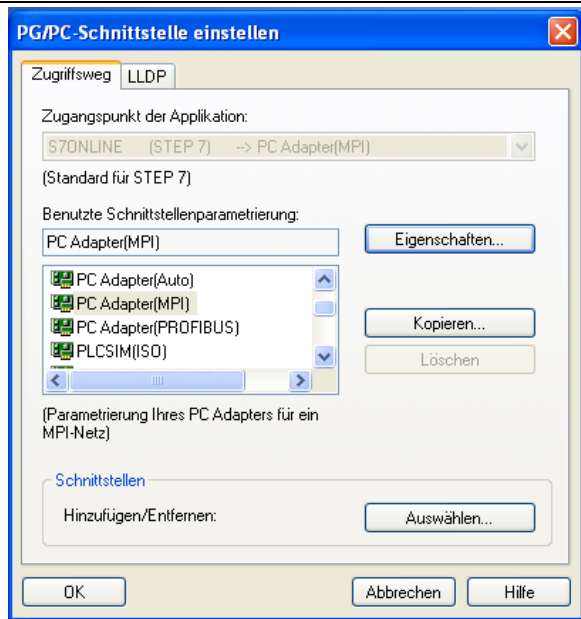 PG/PC-Schnittstelle einstellen
Zugriffsweg LLDP
Zugangspunkt der Applikation:
S7ONLINE (STEP 7) --> PC Adapter(MPI)
(Standard für STEP 7)
Benutzte Schnittstellenparametrierung:
PC Adapter(MPI)
Eigenschaften...
PC Adapter(Auto)
PC Adapter(MPI)
PC Adapter(PROFIBUS)
PLCSIM(ISO)
Kopieren...
Löschen
(Parametrierung Ihres PC Adapters für ein
MPI-Netz)
Schnittstellen
Hinzufügen/Entfernen:
Auswählen...
OK Abbrechen Hilfe